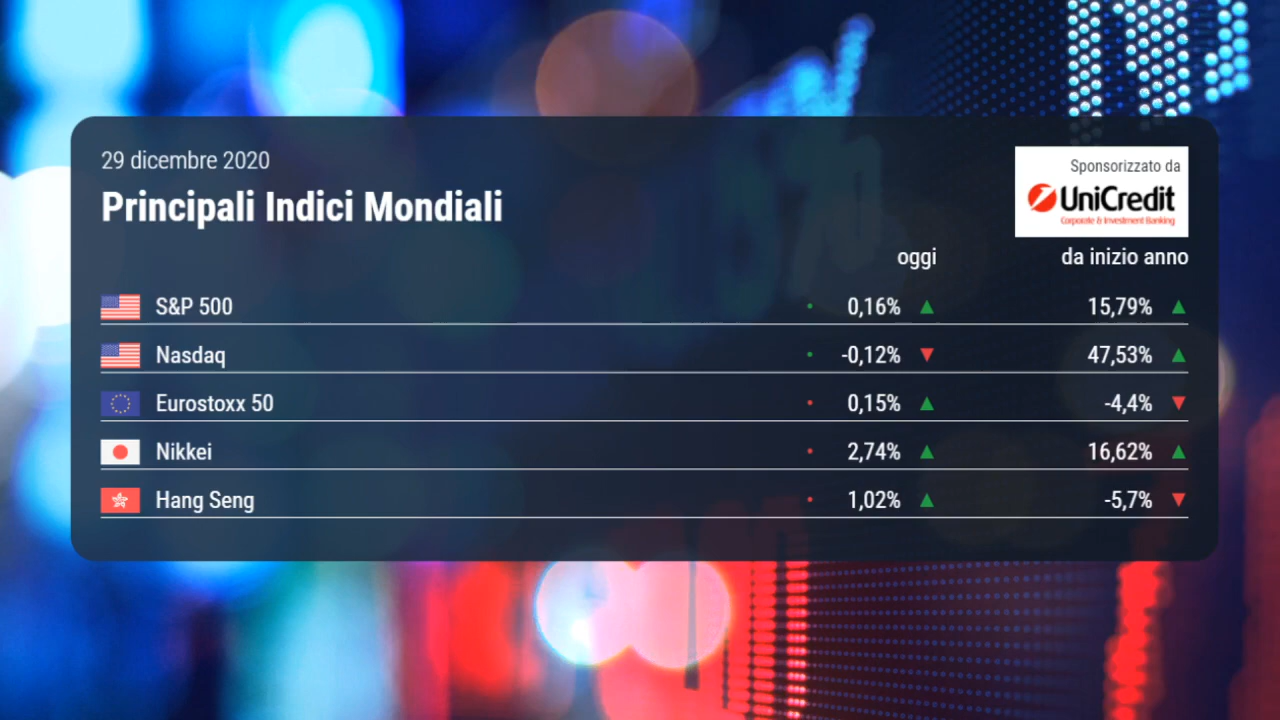 29 dicembre 2020
Principali Indici Mondiali
Sponsorizzato da
UniCredit
Corporate & Investment Banking
oggi da inizio anno
S&P 500 0,16% 15,79%
Nasdaq -0,12% 47,53%
Eurostoxx 50 0,15% -4,4%
Nikkei 2,74% 16,62%
Hang Seng 1,02% -5,7%